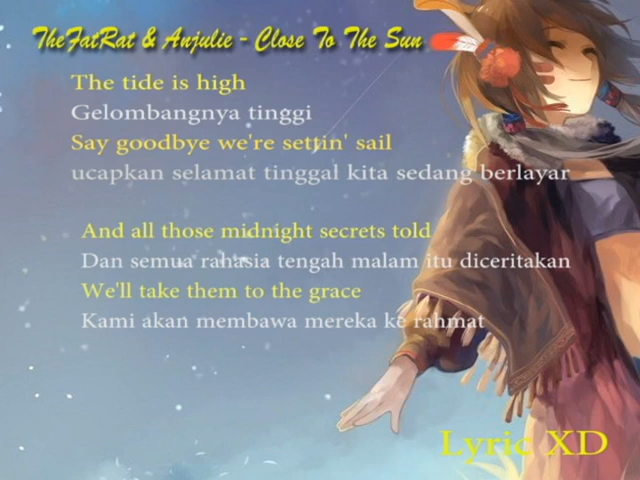 TheFatRat & Anjulie - Close To The Sun
The tide is high
Gelombangnya tinggi
Say goodbye we're settin' sail
ucapkan selamat tinggal kita sedang berlayar
And all those midnight secrets told
Dan semua rahasia tengah malam itu diceritakan
We'll take them to the grace
Kami akan membawa mereka ke rahmat
Lyric XD